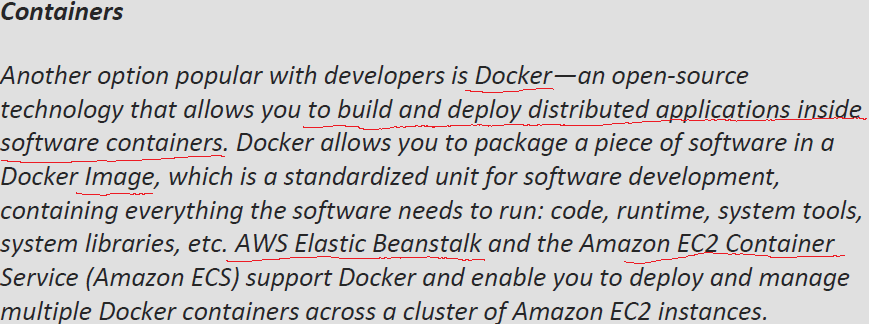 Containers
Another option popular with developers is Docker—an open-source
technology that allows you to build and deploy distributed applications inside
software containers. Docker allows you to package a piece of software in a
Docker Image, which is a standardized unit for software development,
containing everything the software needs to run: code, runtime, system tools,
system libraries, etc. AWS Elastic Beanstalk and the Amazon EC2 Container
Service (Amazon ECS) support Docker and enable you to deploy and manage
multiple Docker containers across a cluster of Amazon EC2 instances.